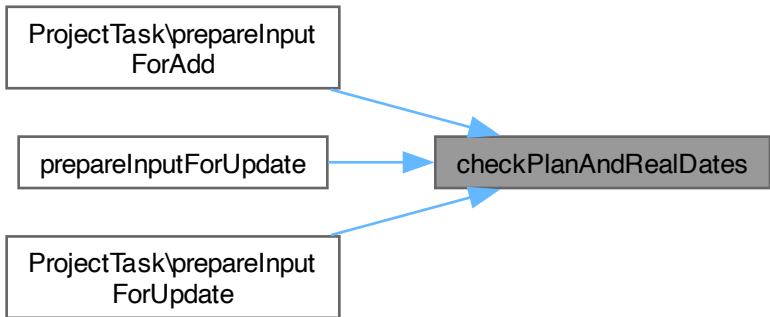 ProjectTask\prepareInput
ForAdd
prepareInputForUpdate
checkPlanAndRealDates
ProjectTask\prepareInput
ForUpdate